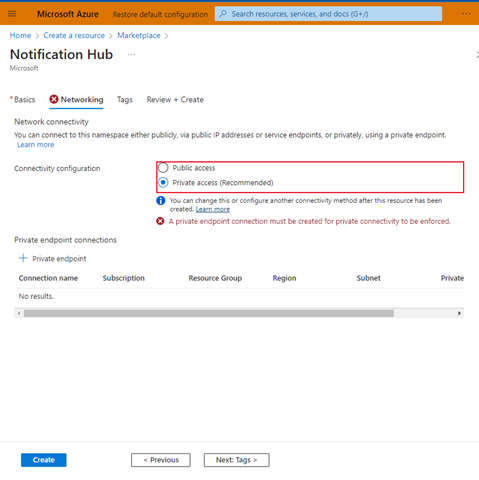 Microsoft Azure
Restore default configuration
Search resources, services, and docs (G+/)
Home > Create a resource > Marketplace >
Notification Hub
Microsoft
* Basics
Networking
Tags
Review + Create
Network connectivity
You can connect to this namespace either publicly, via public IP addresses or service endpoints, or privately, using a private endpoint.
Learn more
Connectivity configuration
Public access
Private access (Recommended)
You can change this or configure another connectivity method after this resource has been
created. Learn more
A private endpoint connection must be created for private connectivity to be enforced.
Private endpoint connections
+ Private endpoint
Connection name
Subscription
Resource Group
Region
Subnet
Private
No results.
Create
< Previous
Next: Tags >